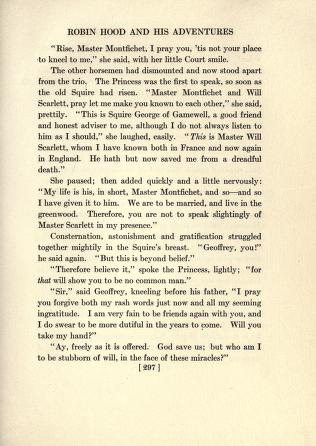 ROBIN HOOD AND HIS ADVENTURES
"Rise, Master Montfichet, I pray you, 'tis not your place
to kneel to me," she said, with her little Court smile.
The other horsemen had dismounted and now stood apart
from the trio. The Princess was the first to speak, so soon as
the old Squire had risen. "Master Montfichet and Will
Scarlett, pray let me make you known to each other," she said,
prettily. "This is Squire George of Gamewell, a good friend
and honest adviser to me, although I do not always listen to
him as I should," she laughed, easily. "This is Master Will
Scarlett, whom I have known both in France and now again
in England. He hath but now saved me from a dreadful
death."
She paused; then added quickly and a little nervously:
"My life is his, in short, Master Montfichet, and so—and so
I have given it to him. We are to be married, and live in the
greenwood. Therefore, you are not to speak slightingly of
Master Scarlett in my presence."
Consternation, astonishment and gratification struggled
together mightily in the Squire's breast. "Geoffrey, you!"
he said again. "But this is beyond belief."
"Therefore believe it," spoke the Princess, lightly; "for
that will show you to be no common man."
"Sir," said Geoffrey, kneeling before his father, "I pray
you forgive both my rash words just now and all my seeming
ingratitude. I am very fain to be friends again with you, and
I do swear to be more dutiful in the years to come. Will you
take my hand?"
"Ay, freely as it is offered. God save us; but who am I
to be stubborn of will, in the face of these miracles?"
[ 297 ]